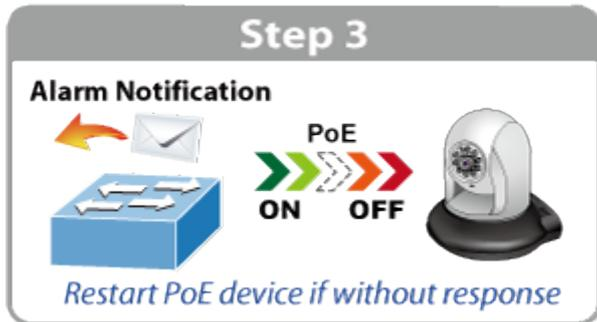 Step 3
Alarm Notification
PoE
ON OFF
Restart PoE device if without response